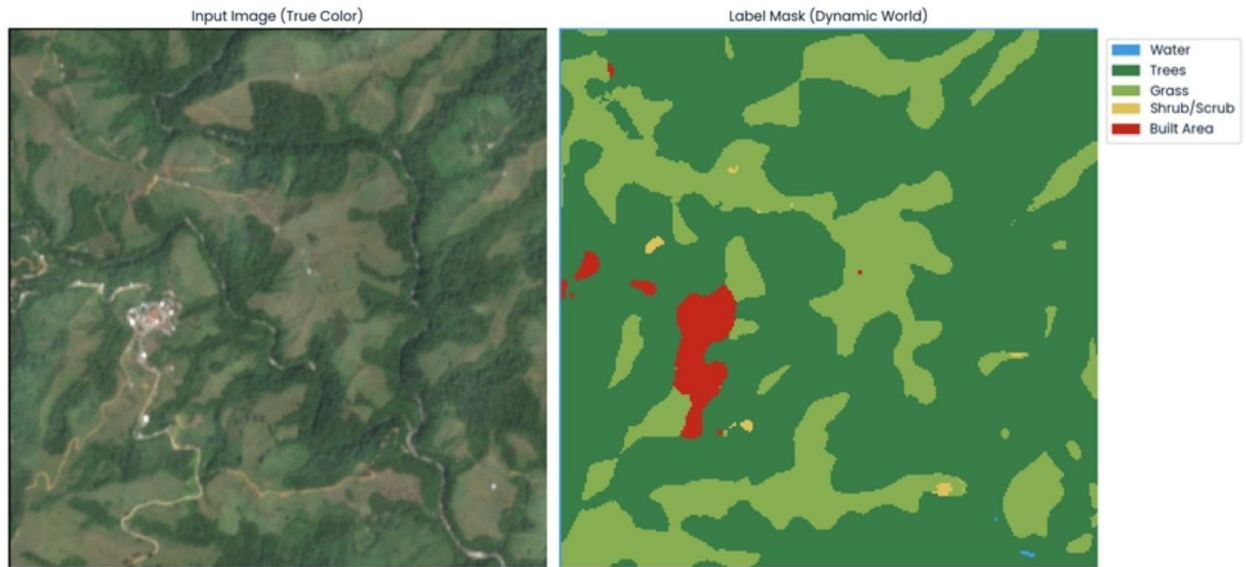 Input Image (True Color)
Label Mask (Dynamic World)
Water
Trees
Grass
Shrub/Scrub
Built Area